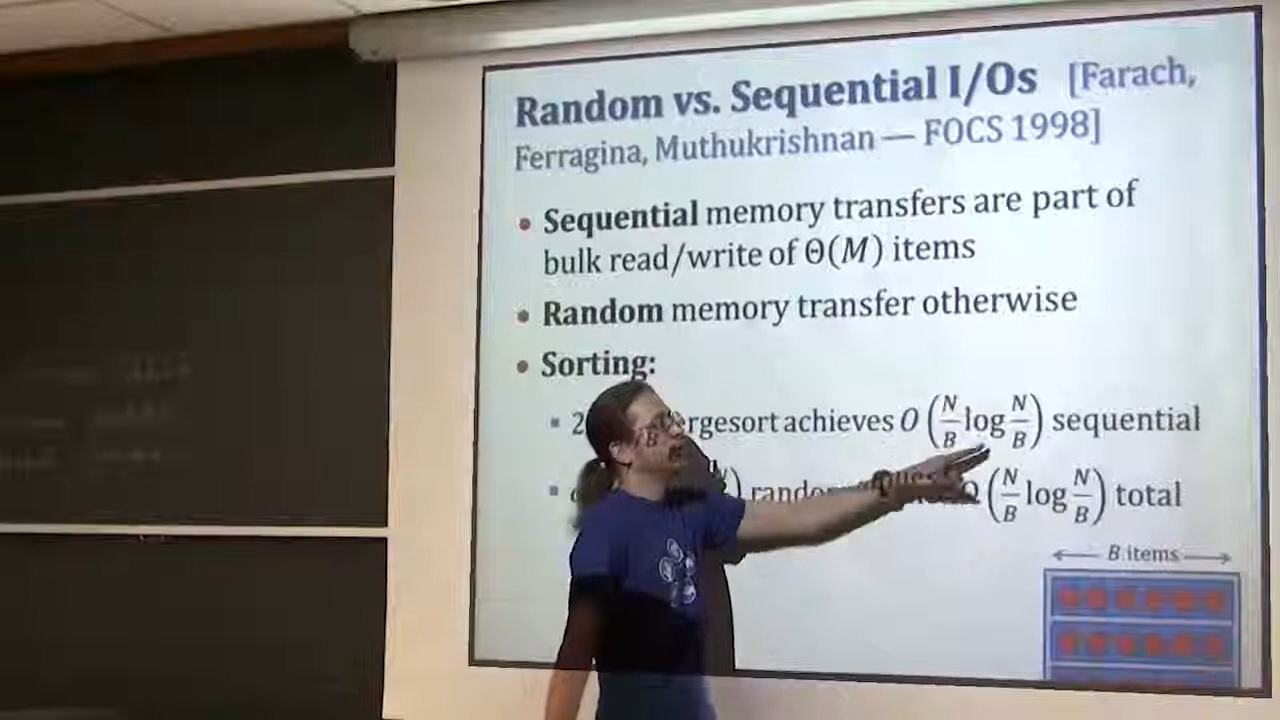 Random vs. Sequential I/Os [Farach,
Ferragina, Muthukrishnan — FOCS 1998]
• Sequential memory transfers are part of
bulk read/write of Θ(M) items
• Random memory transfer otherwise
• Sorting:
▪ 2 rgesort achieves O (N/B log N/B) sequential
▪ ) random (N/B log N/B) total
← B items →